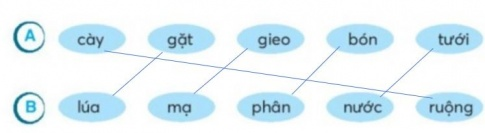 A cày gặt gieo bón tưới
B lúa mạ phân nước ruộng